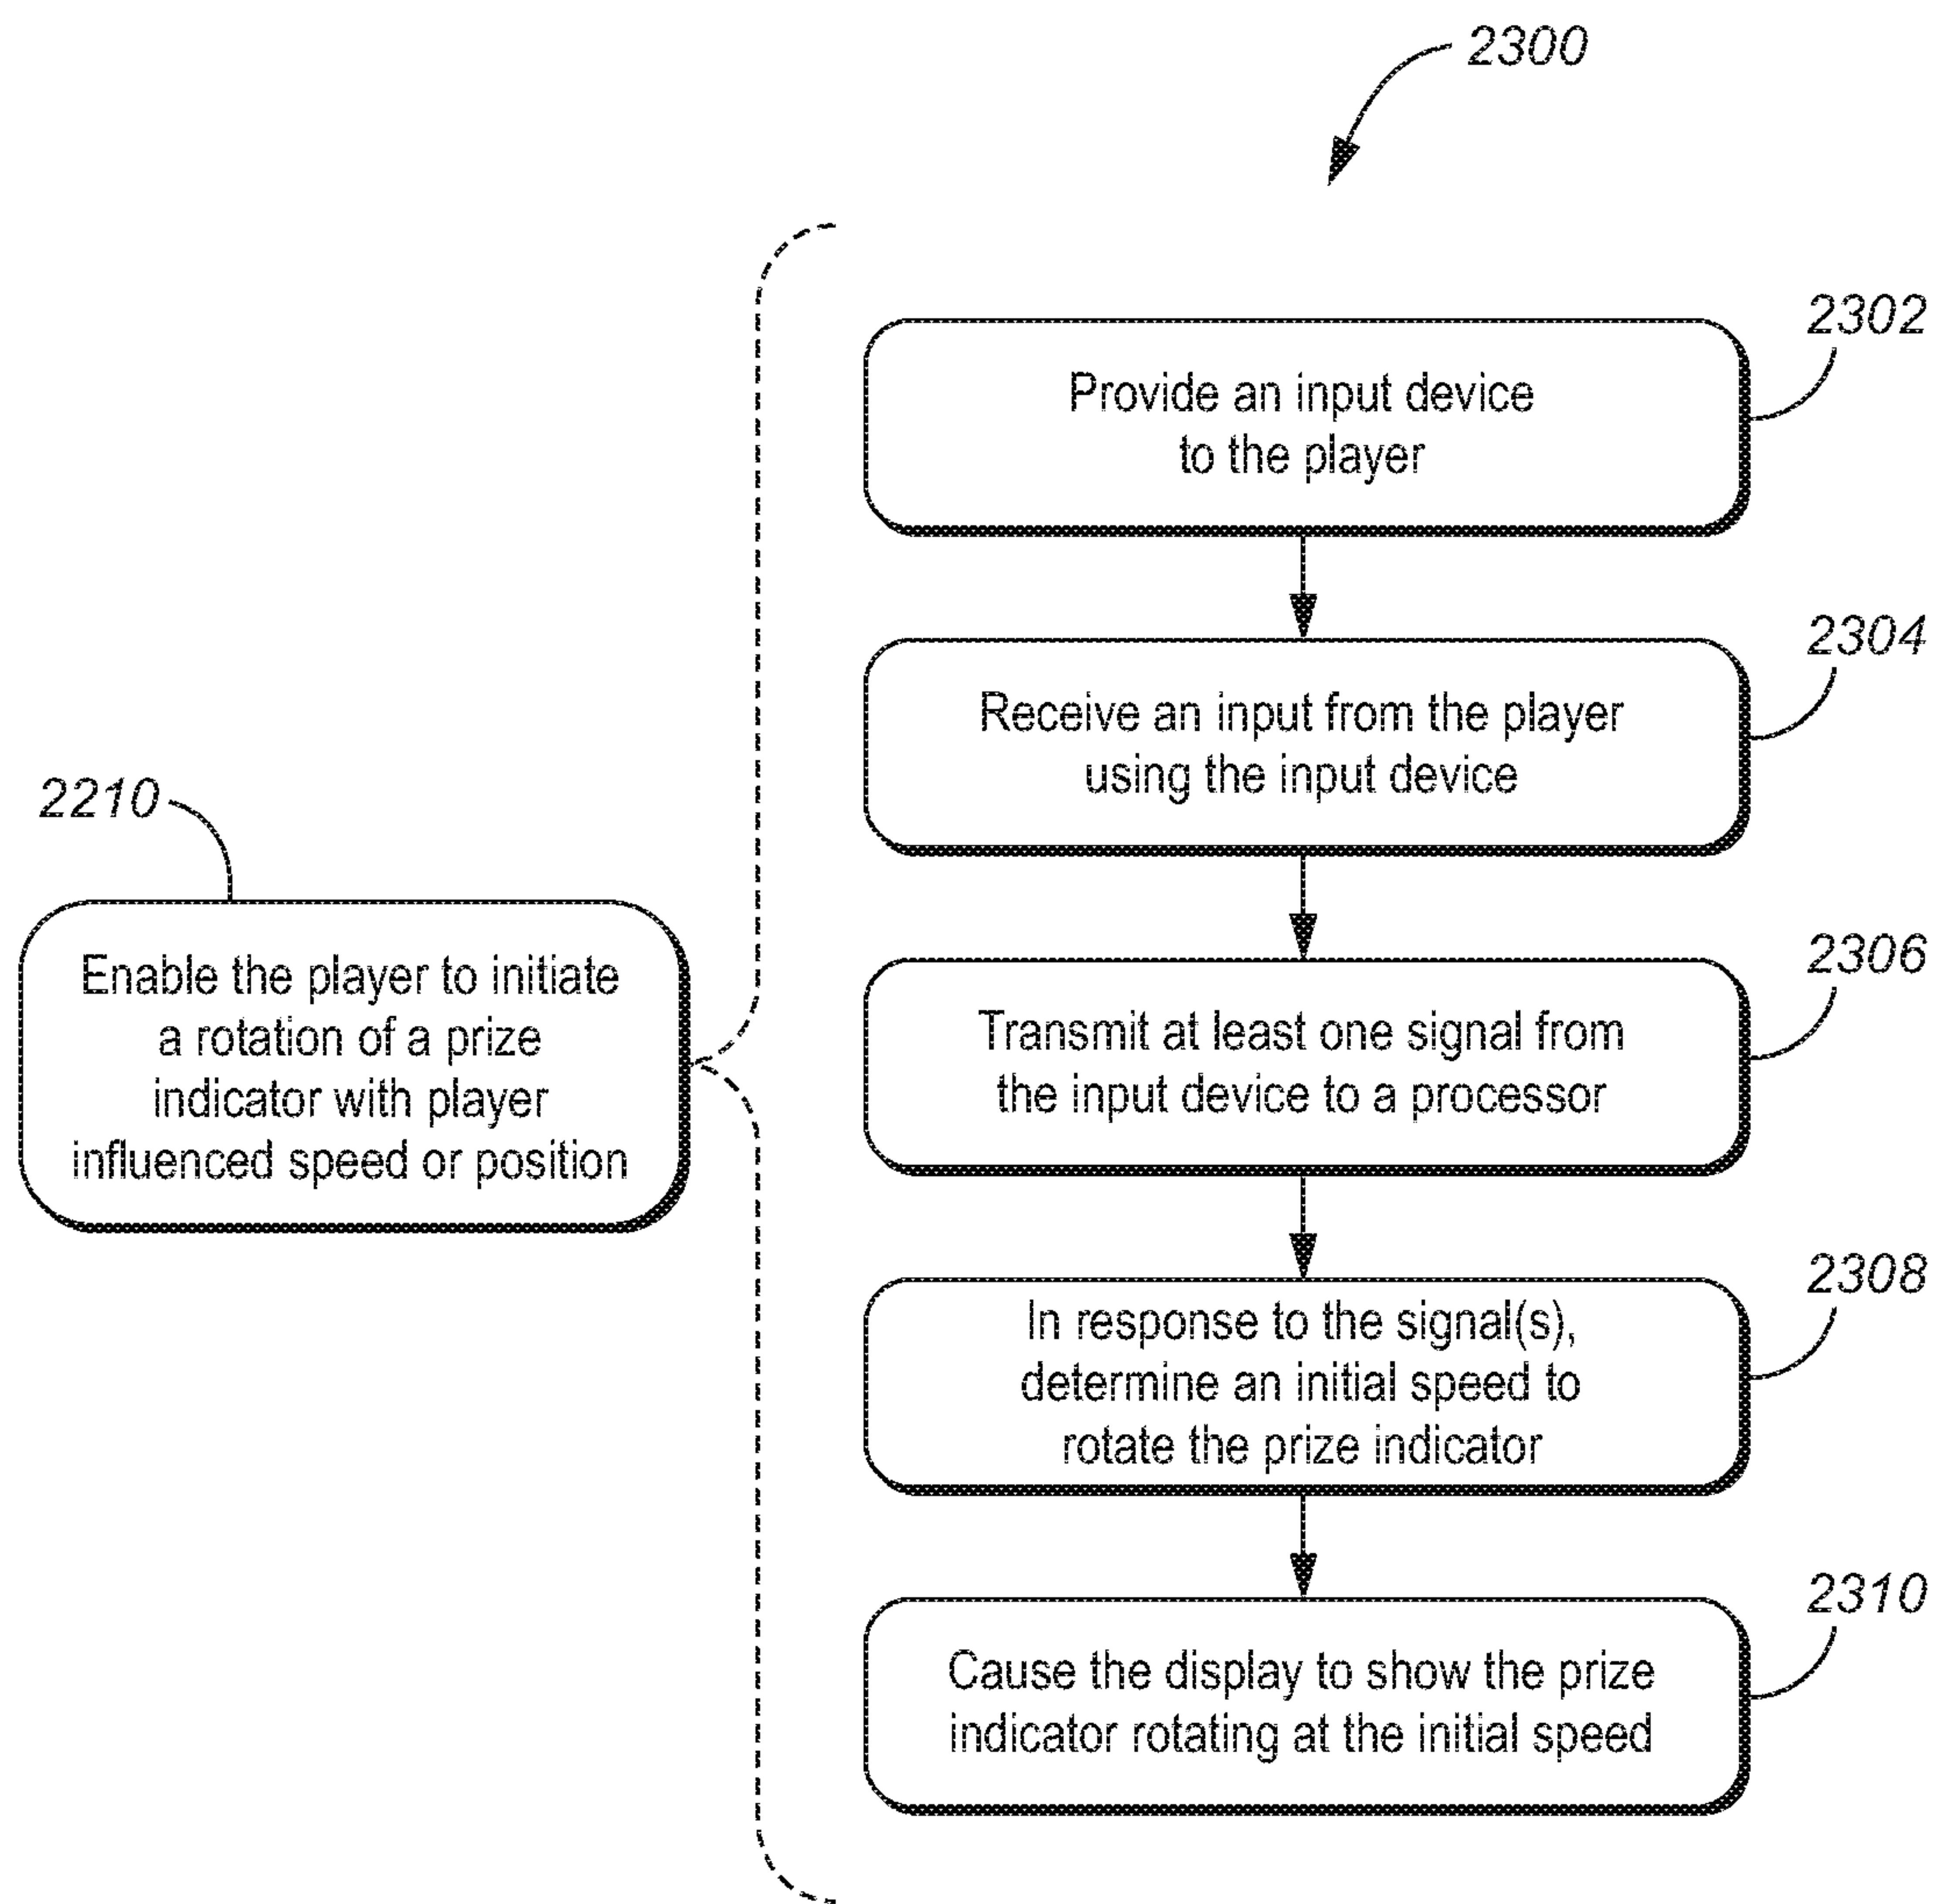 2300
2302
Provide an input device
to the player
2304
Receive an input from the player
using the input device
2210
Enable the player to initiate
a rotation of a prize
indicator with player
influenced speed or position
2306
Transmit at least one signal from
the input device to a processor
2308
In response to the signal(s),
determine an initial speed to
rotate the prize indicator
2310
Cause the display to show the prize
indicator rotating at the initial speed